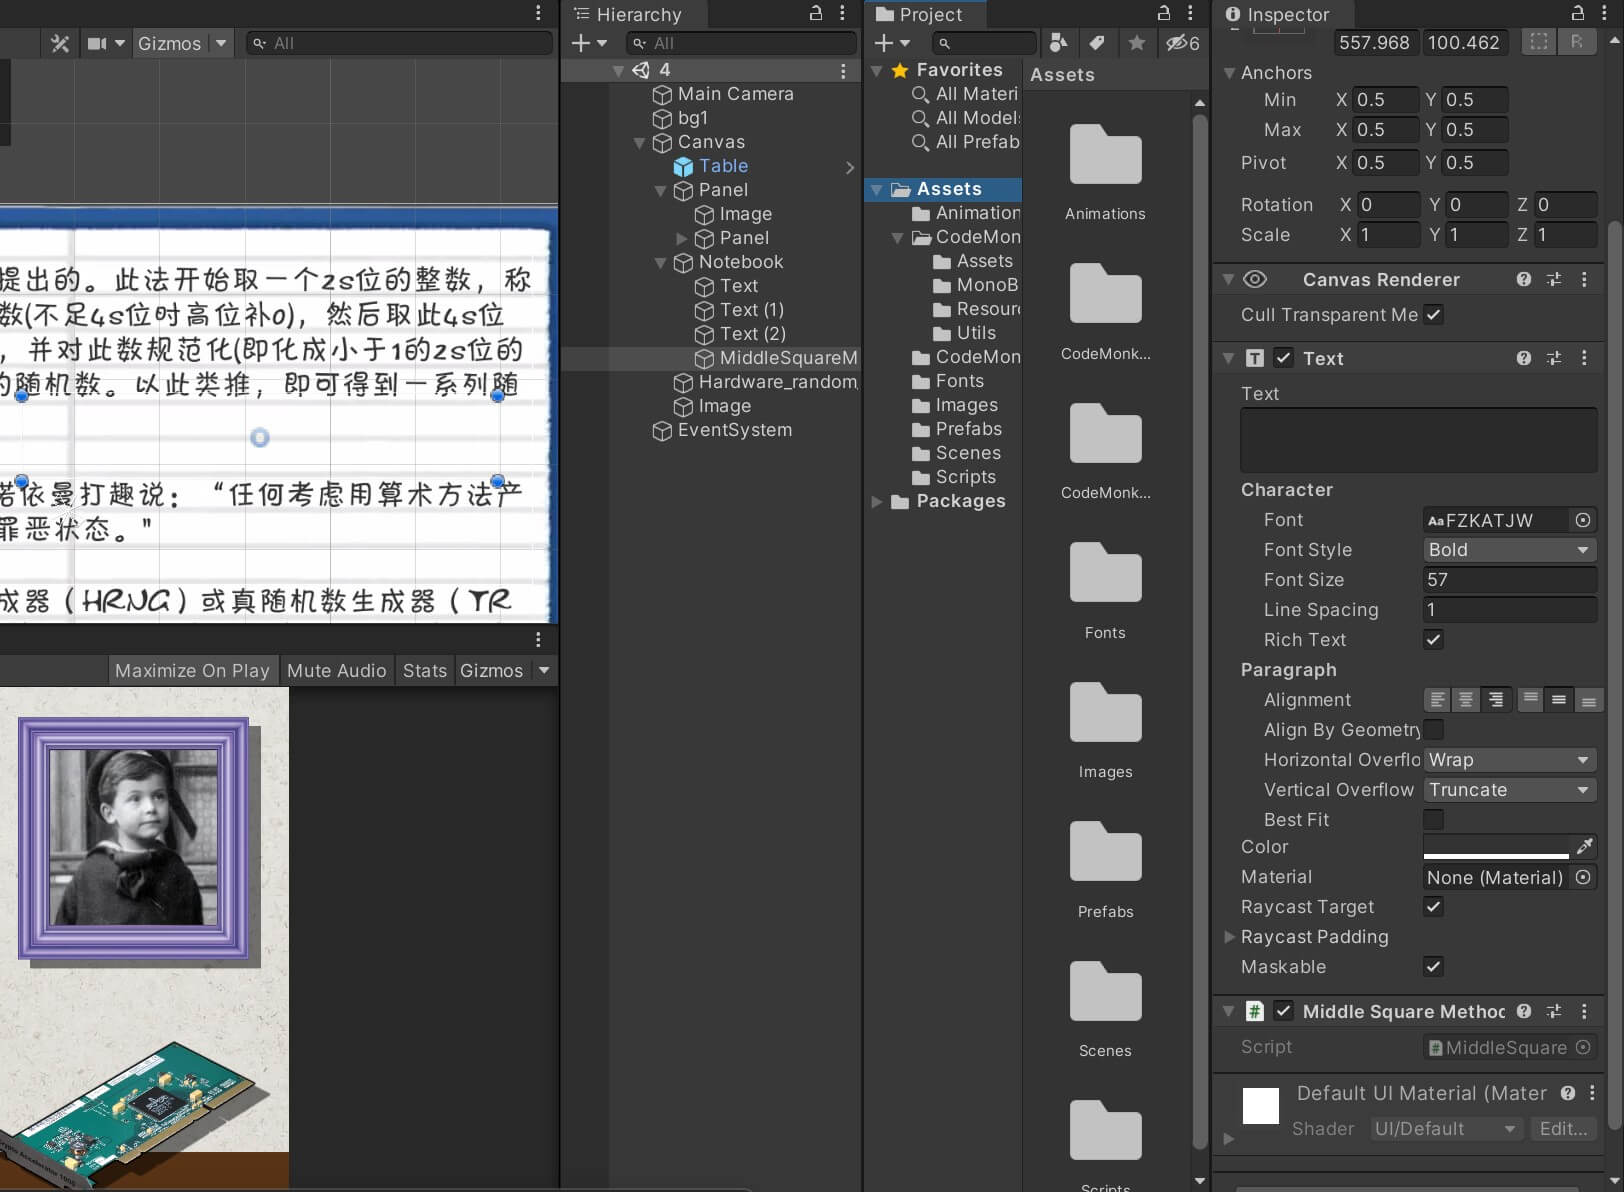 Gizmos
All
提出的。此法开始取一个2s位的整数，称
数(不足4s位时高位补0)，然后取此4s位
，并对此数规范化(即化成小于1的2s位的
的随机数。以此类推，即可得到一系列随
诺依曼打趣说：“任何考虑用算术方法产
罪恶状态。"
成器（HRNG）或真随机数生成器（TR
Maximize On Play
Mute Audio
Stats
Gizmos
Crypto Accelerator 1000
Hierarchy
All
4
Main Camera
bg1
Canvas
Table
Panel
Image
Panel
Notebook
Text
Text (1)
Text (2)
MiddleSquareM
Hardware_random
Image
EventSystem
Project
6
Favorites
All Materi
All Models
All Prefab
Assets
Animation
CodeMon
Assets
MonoB
Resour
Utils
CodeMon
Fonts
Images
Prefabs
Scenes
Scripts
Packages
Assets
Animations
CodeMonk...
CodeMonk...
Fonts
Images
Prefabs
Scenes
Scripts
Inspector
557.968 100.462
R
Anchors
Min X 0.5 Y 0.5
Max X 0.5 Y 0.5
Pivot X 0.5 Y 0.5
Rotation X 0 Y 0 Z 0
Scale X 1 Y 1 Z 1
Canvas Renderer
Cull Transparent Me
Text
Text
Character
Font Aa FZKATJW
Font Style Bold
Font Size 57
Line Spacing 1
Rich Text
Paragraph
Alignment
Align By Geometry
Horizontal Overflo Wrap
Vertical Overflow Truncate
Best Fit
Color
Material None (Material)
Raycast Target
Raycast Padding
Maskable
Middle Square Method
Script MiddleSquare
Default UI Material (Mater
Shader UI/Default Edit...